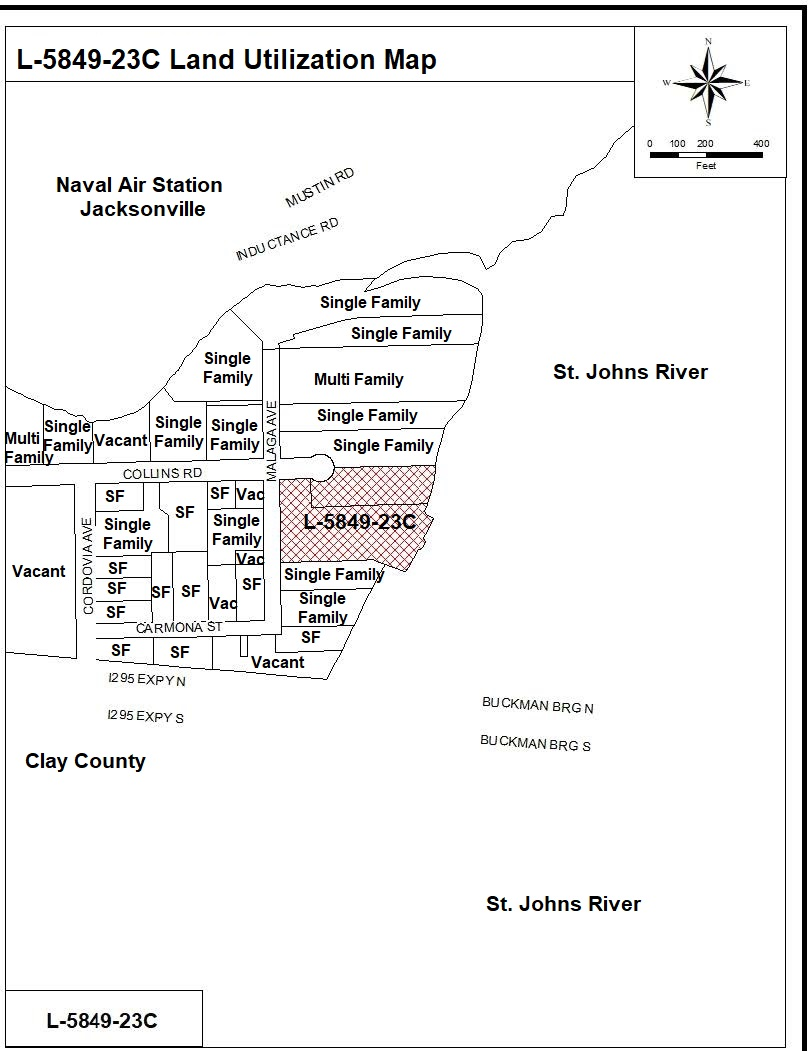 L-5849-23C Land Utilization Map
N
W
E
S
0 100 200 400
Feet
Naval Air Station
Jacksonville
MUSTIN RD
INDUCTANCE RD
Single Family
Single Family
Single
Family
Multi Family
St. Johns River
MALAGA AVE
Single Family
Single Family
Multi
Family
Single
Family
Vacant
Single
Family
Single
Family
COLLINS RD
SF
SF
SF
Vac
Single
Family
Single
Family
L-5849-23C
Vacant
CORDOVIA AVE
SF
SF
SF
SF
SF
Vac
Vac
SF
Single Family
Single
Family
CARMONA ST
SF
SF
SF
Vacant
I295 EXPY N
I295 EXPY S
BUCKMAN BRG N
BUCKMAN BRG S
Clay County
St. Johns River
L-5849-23C